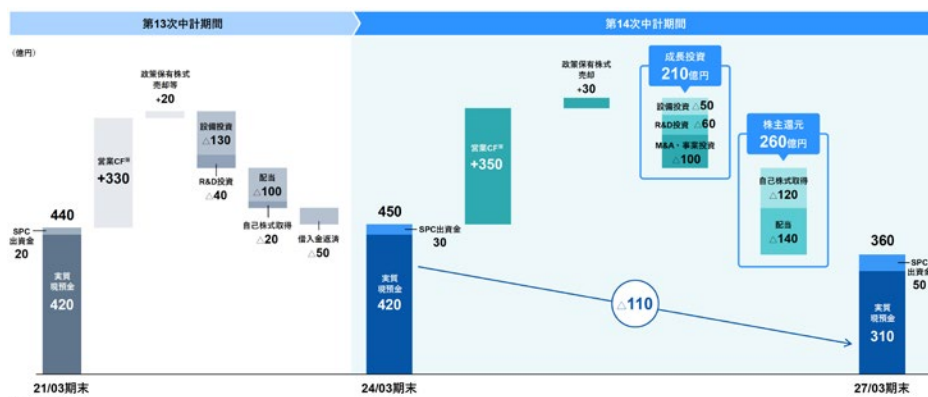 第13次中計期間
第14次中計期間
(億円)
440
SPC
出資金
20
実質
現預金
420
21/03期末
営業CF※
+330
政策保有株式
売却等
+20
設備投資
△130
R&D投資
△40
配当
△100
自己株式取得
△20
借入金返済
△50
450
SPC出資金
30
実質
現預金
420
24/03期末
営業CF※
+350
政策保有株式
売却
+30
成長投資
210億円
設備投資 △50
R&D投資 △60
M&A・事業投資
△100
株主還元
260億円
自己株式取得
△120
配当
△140
△110
360
SPC
出資金
50
実質
現預金
310
27/03期末